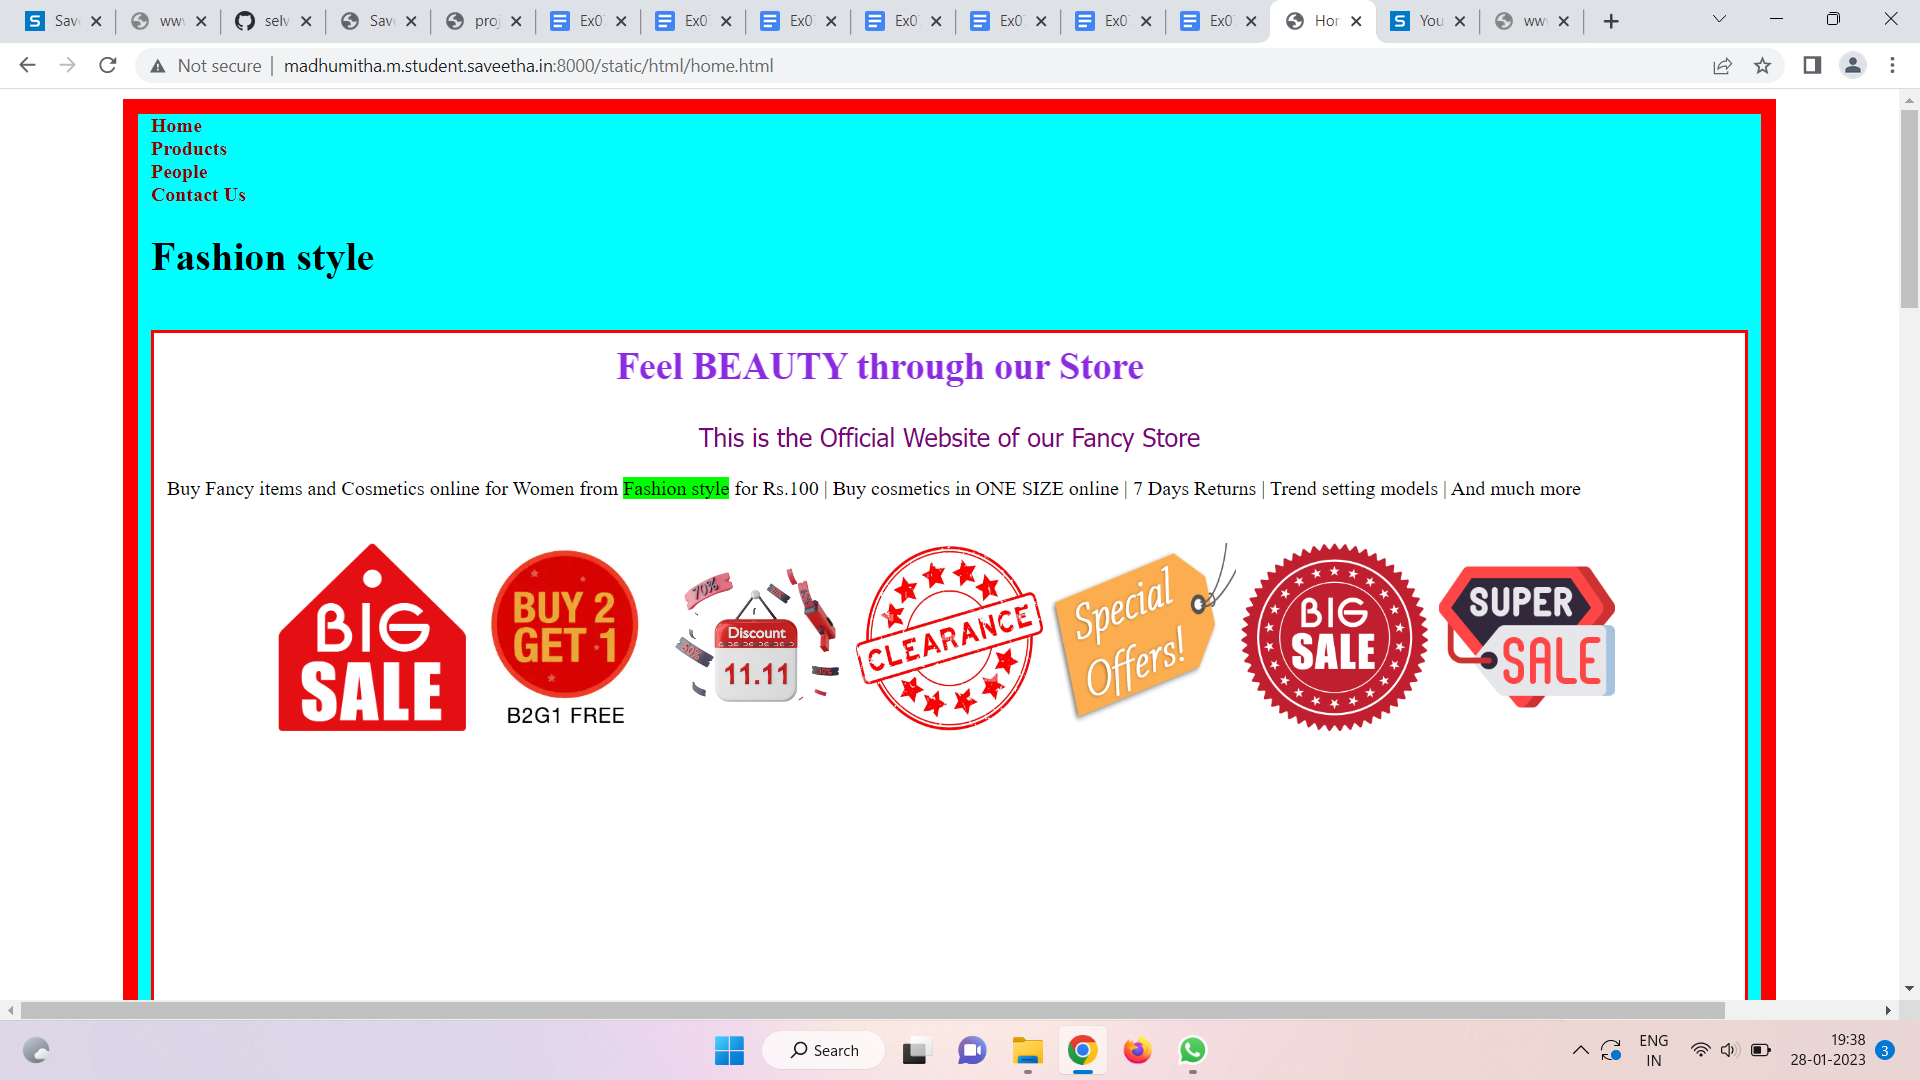 Sav
ww
selv
Sav
pro
Ex0
Ex0
Ex0
Ex0
Ex0
Ex0
Ex0
Hor
You
ww
Not secure | madhumitha.m.student.saveetha.in:8000/static/html/home.html
Home
Products
People
Contact Us
Fashion style
Feel BEAUTY through our Store
This is the Official Website of our Fancy Store
Buy Fancy items and Cosmetics online for Women from Fashion style for Rs.100 | Buy cosmetics in ONE SIZE online | 7 Days Returns | Trend setting models | And much more
BIG
SALE
BUY 2
GET 1
B2G1 FREE
70%
50%
Discount
11.11
CLEARANCE
Special
Offers!
BIG
SALE
SUPER
SALE
Search
ENG
IN
19:38
28-01-2023
3